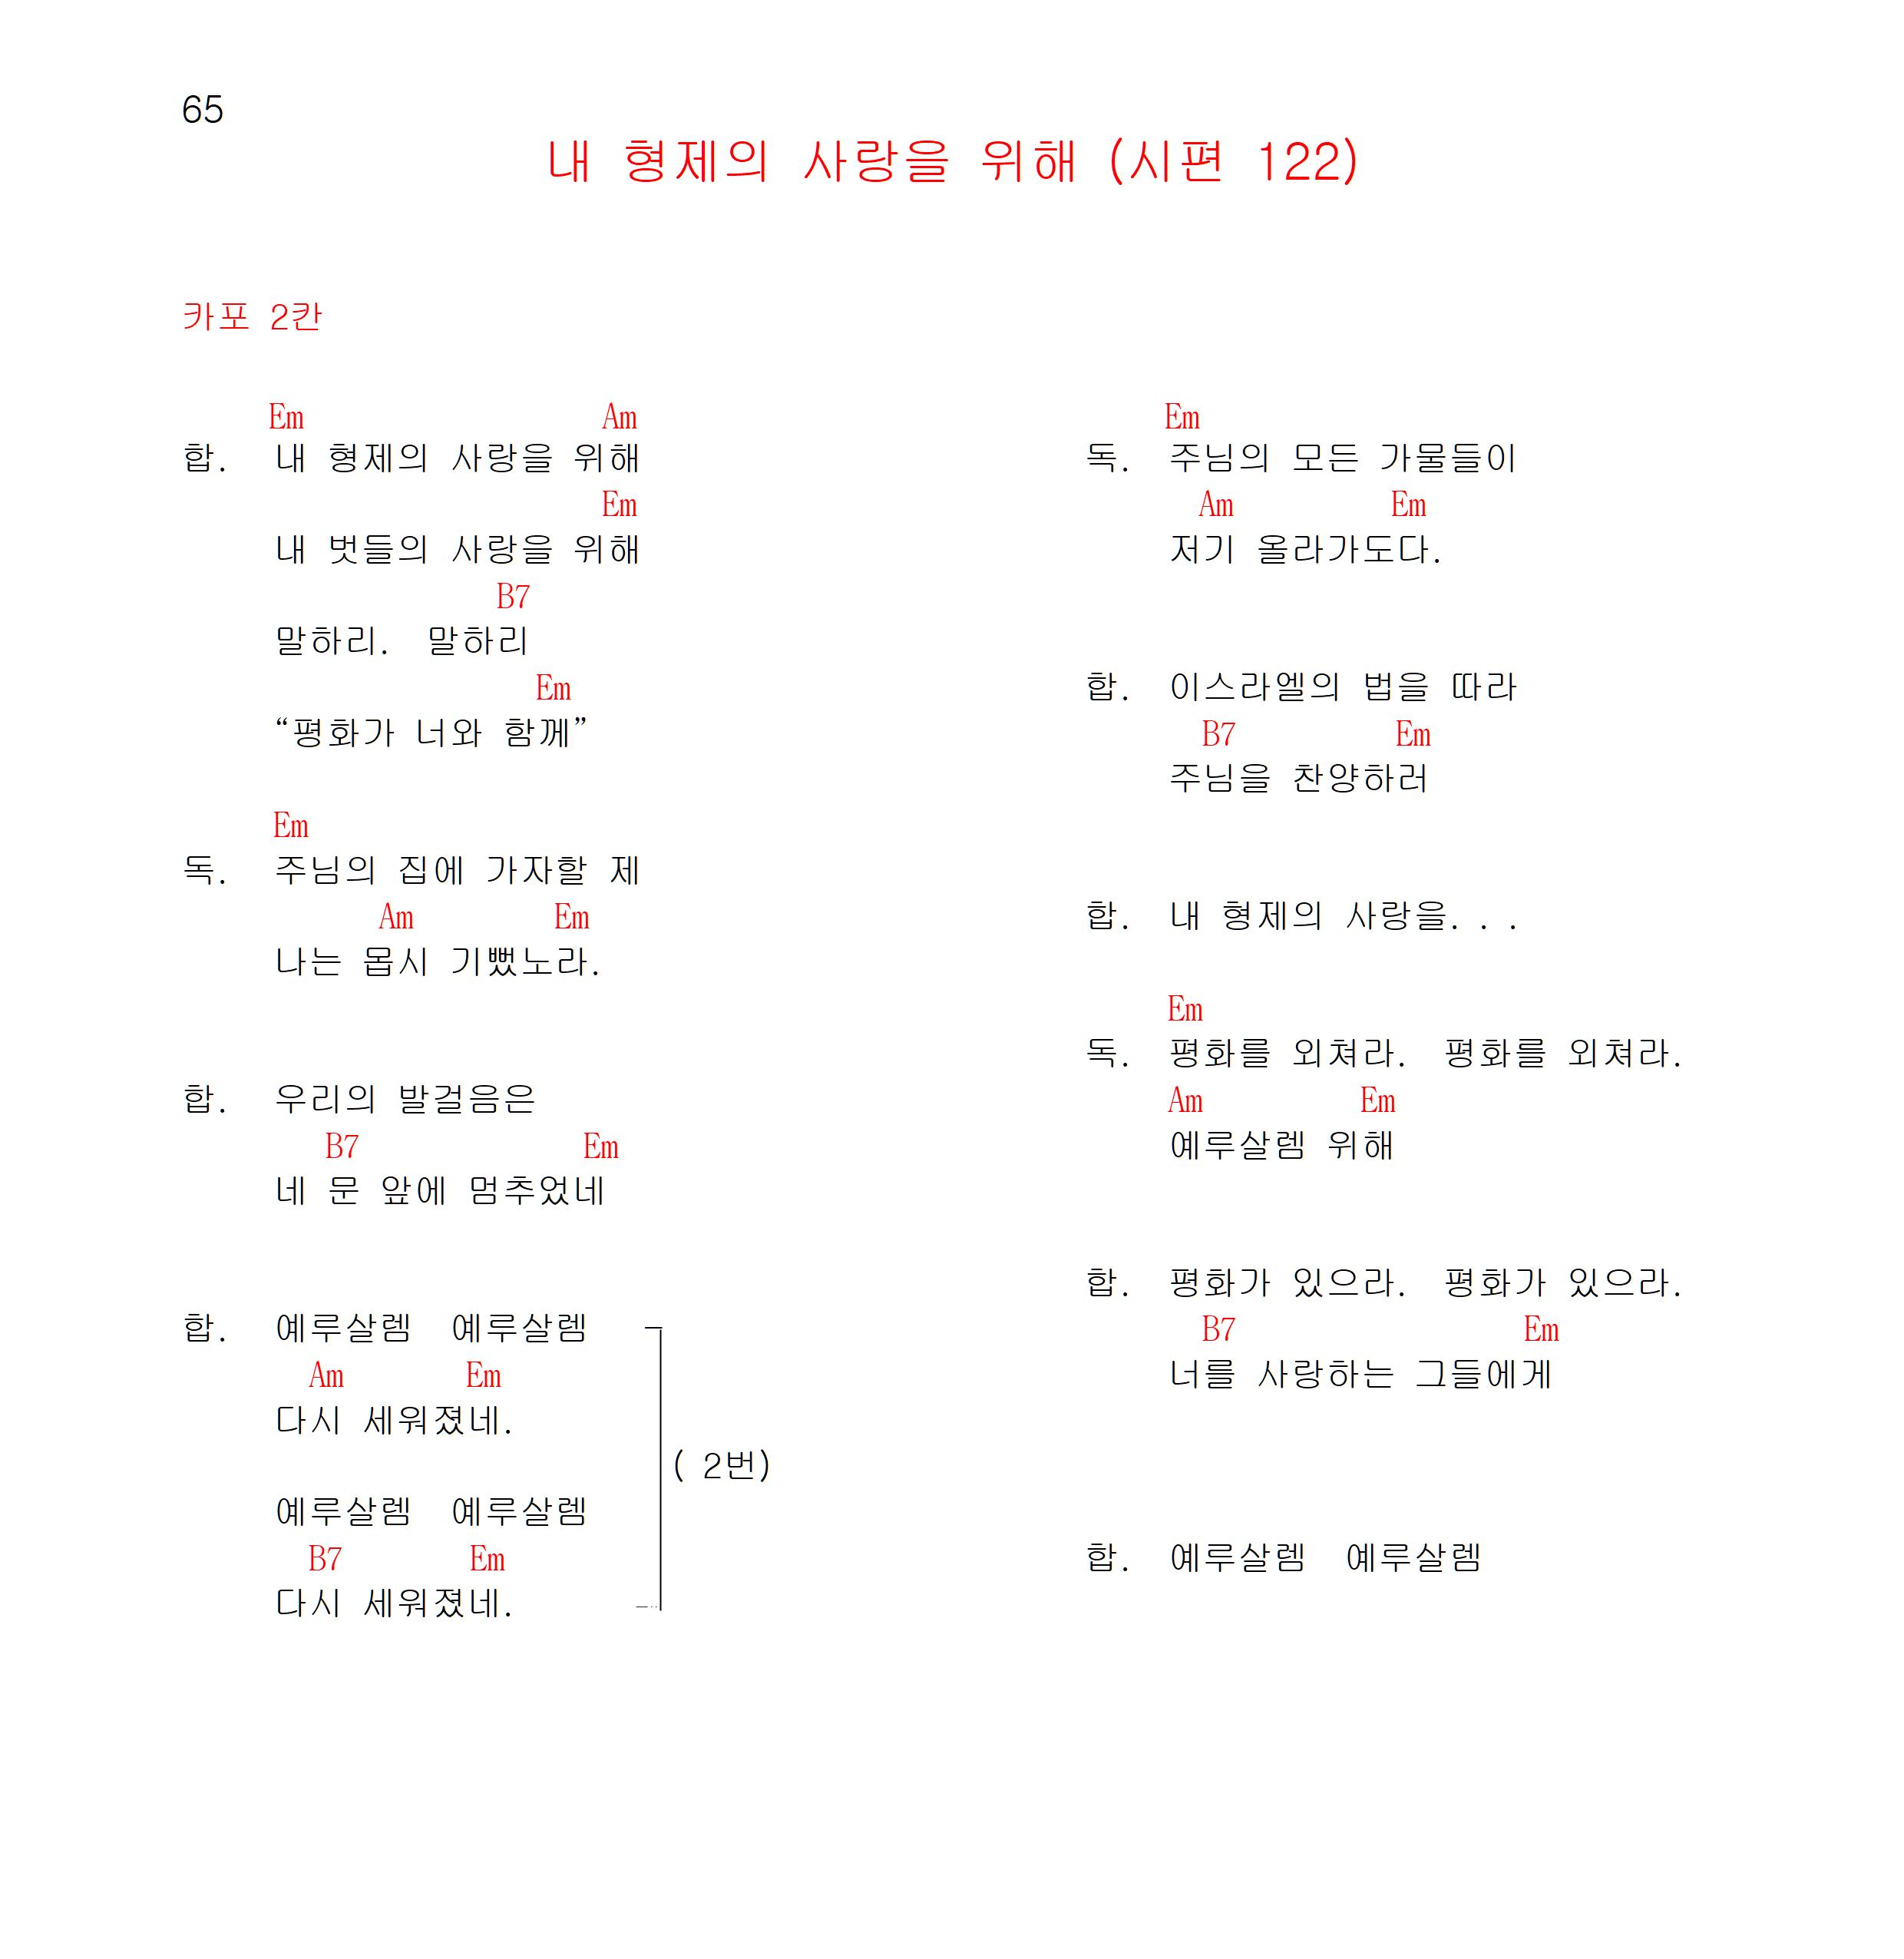 65
내 형제의 사랑을 위해 (시편 122)
카포 2칸
Em Am
합. 내 형제의 사랑을 위해
Em
내 벗들의 사랑을 위해
B7
말하리. 말하리
Em
“평화가 너와 함께”
Em
독. 주님의 집에 가자할 제
Am Em
나는 몹시 기뻤노라.
합. 우리의 발걸음은
B7 Em
네 문 앞에 멈추었네
합. 예루살렘 예루살렘
Am Em
다시 세워졌네.
( 2번)
예루살렘 예루살렘
B7 Em
다시 세워졌네.
Em
독. 주님의 모든 가물들이
Am Em
저기 올라가도다.
합. 이스라엘의 법을 따라
B7 Em
주님을 찬양하러
합. 내 형제의 사랑을. . .
Em
독. 평화를 외쳐라. 평화를 외쳐라.
Am Em
예루살렘 위해
합. 평화가 있으라. 평화가 있으라.
B7 Em
너를 사랑하는 그들에게
합. 예루살렘 예루살렘